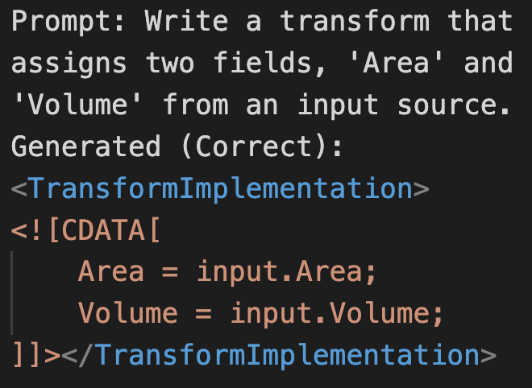 Prompt: Write a transform that
assigns two fields, 'Area' and
'Volume' from an input source.
Generated (Correct):
<TransformImplementation>
<![CDATA[
    Area = input.Area;
    Volume = input.Volume;
]]></TransformImplementation>